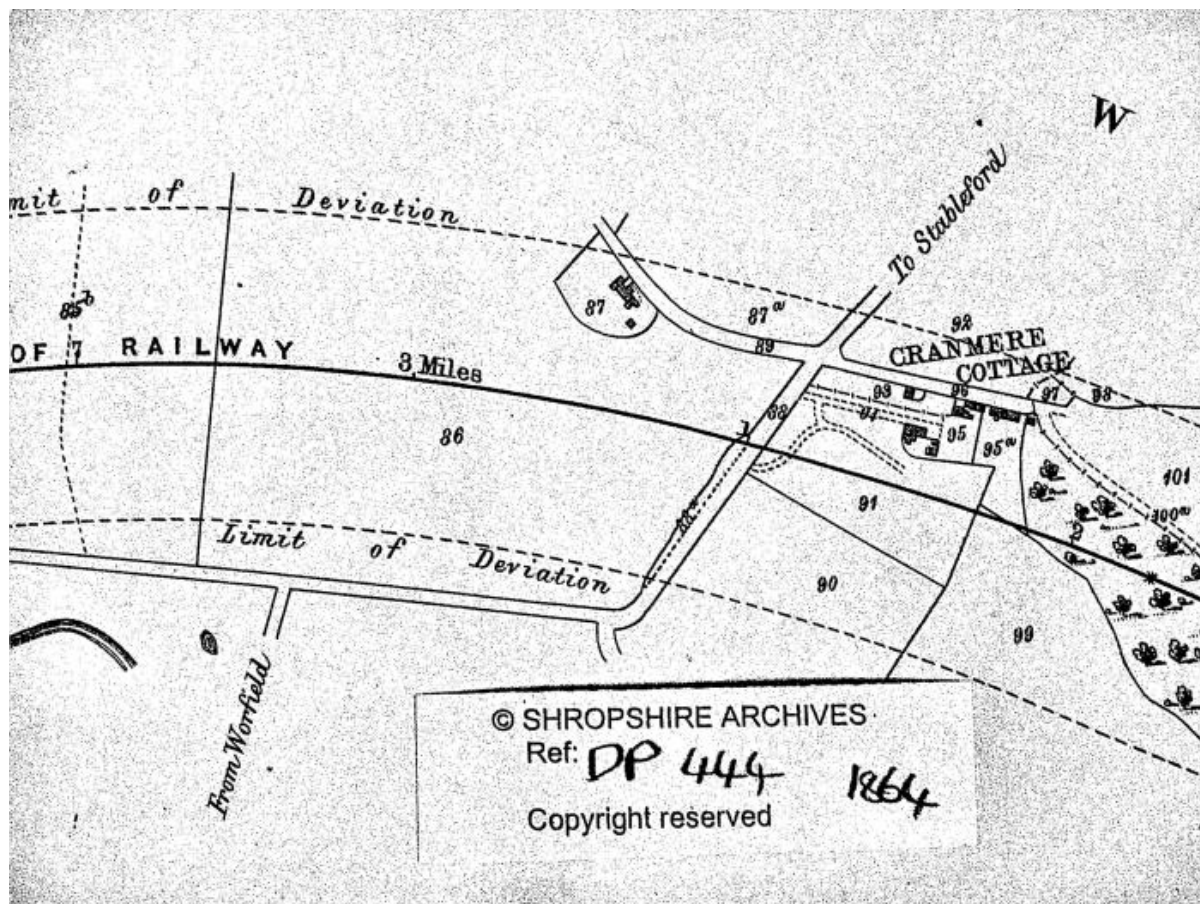 W
To Stableford
mit of Deviation
85b
87
87a
92
89
CRANMERE
COTTAGE
OF 7 RAILWAY
3 Miles
93
96
97
98
88
94
95
95a
86
101
91
100a
90
99
Limit of Deviation
From Worfield
© SHROPSHIRE ARCHIVES
Ref: DP 444
1864
Copyright reserved